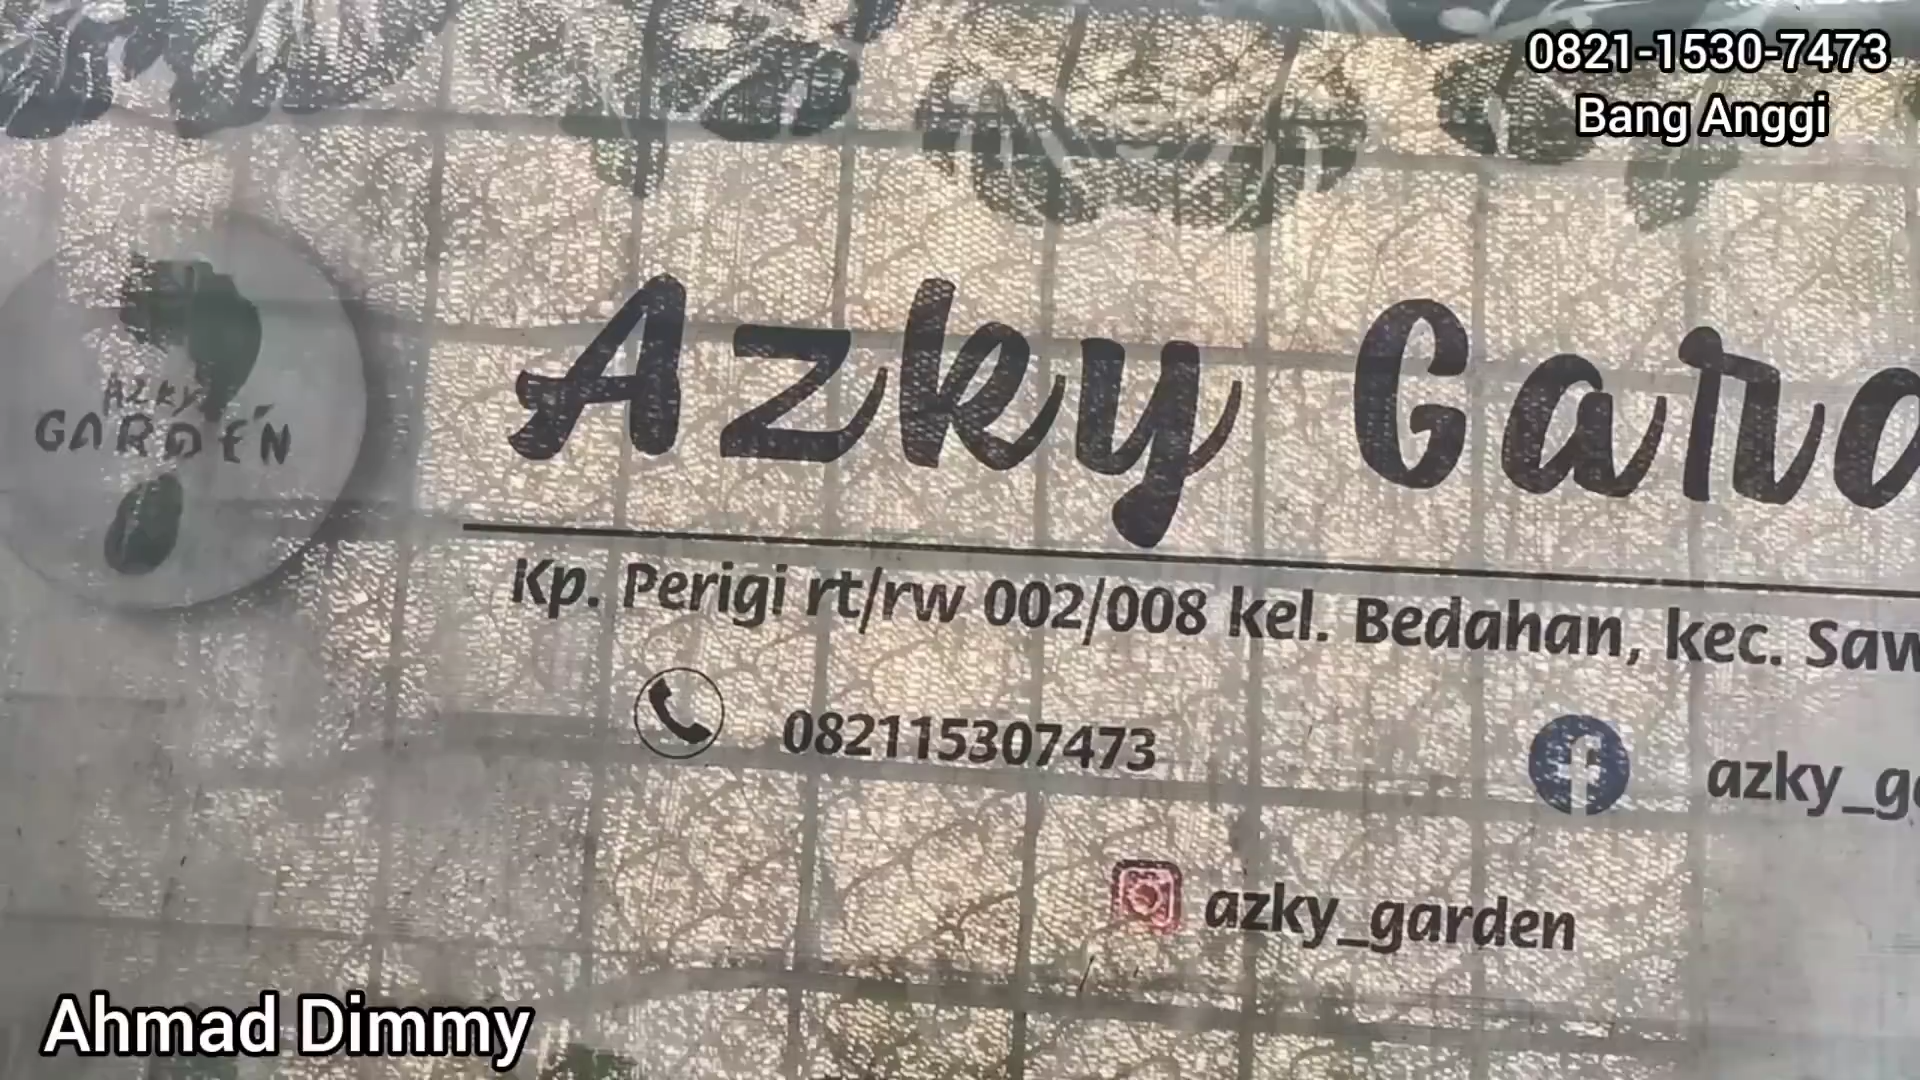 0821-1530-7473
Bang Anggi
Azky Gard
AZKY
GARDEN
Kp. Perigi rt/rw 002/008 kel. Bedahan, kec. Saw
082115307473
azky_ga
azky_garden
Ahmad Dimmy